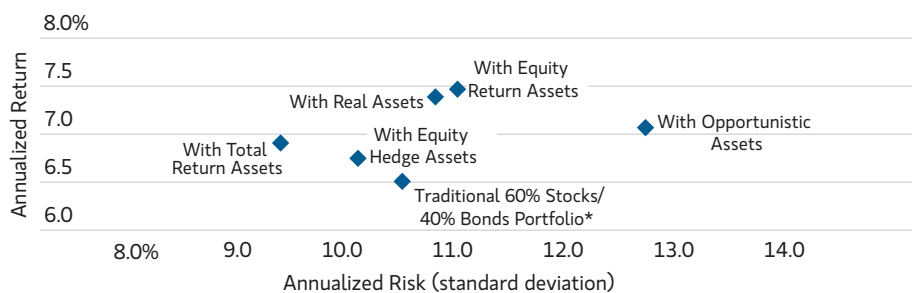 8.0%
7.5
7.0
6.5
6.0
Annualized Return
With Equity
Return Assets
With Real Assets
With Opportunistic
Assets
With Equity
Hedge Assets
With Total
Return Assets
Traditional 60% Stocks/
40% Bonds Portfolio*
8.0%
9.0
10.0
11.0
12.0
13.0
14.0
Annualized Risk (standard deviation)